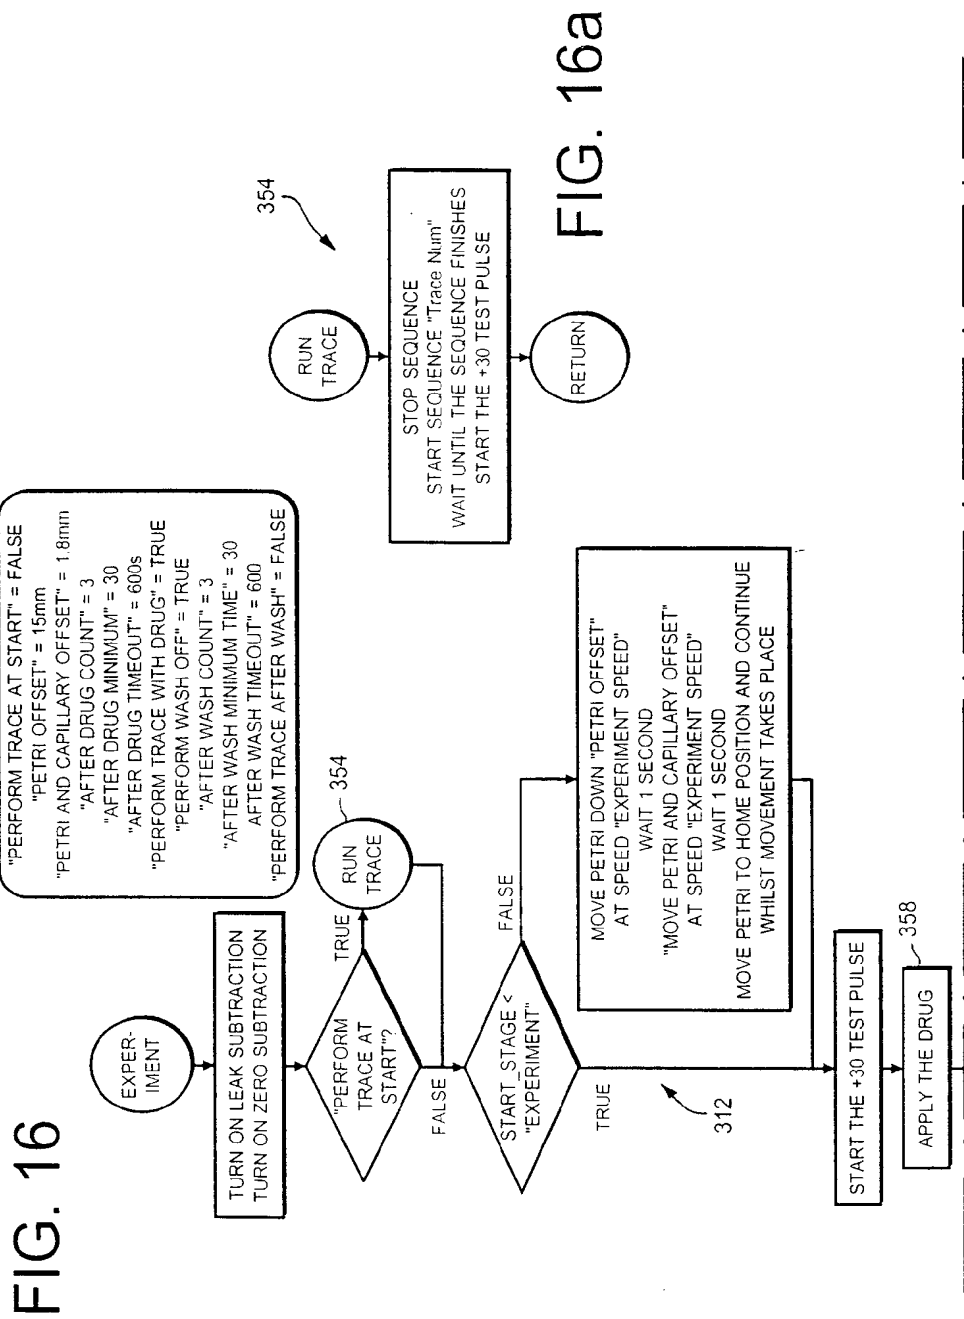 FIG. 16
EXPER-
IMENT
TURN ON LEAK SUBTRACTION
TURN ON ZERO SUBTRACTION
"PERFORM
TRACE AT
START"?
TRUE
FALSE
RUN
TRACE
354
START_STAGE <
"EXPERIMENT"
FALSE
TRUE
312
MOVE PETRI DOWN "PETRI OFFSET"
AT SPEED "EXPERIMENT SPEED"
WAIT 1 SECOND
"MOVE PETRI AND CAPILLARY OFFSET"
AT SPEED "EXPERIMENT SPEED"
WAIT 1 SECOND
MOVE PETRI TO HOME POSITION AND CONTINUE
WHILST MOVEMENT TAKES PLACE
START THE +30 TEST PULSE
APPLY THE DRUG
358
"PERFORM TRACE AT START" = FALSE
"PETRI OFFSET" = 15mm
"PETRI AND CAPILLARY OFFSET" = 1.8mm
"AFTER DRUG COUNT" = 3
"AFTER DRUG MINIMUM" = 30
"AFTER DRUG TIMEOUT" = 600s
"PERFORM TRACE WITH DRUG" = TRUE
"PERFORM WASH OFF" = TRUE
"AFTER WASH COUNT" = 3
"AFTER WASH MINIMUM TIME" = 30
AFTER WASH TIMEOUT" = 600
"PERFORM TRACE AFTER WASH" = FALSE
354
RUN
TRACE
STOP SEQUENCE
START SEQUENCE "Trace Num"
WAIT UNTIL THE SEQUENCE FINISHES
START THE +30 TEST PULSE
RETURN
FIG. 16a